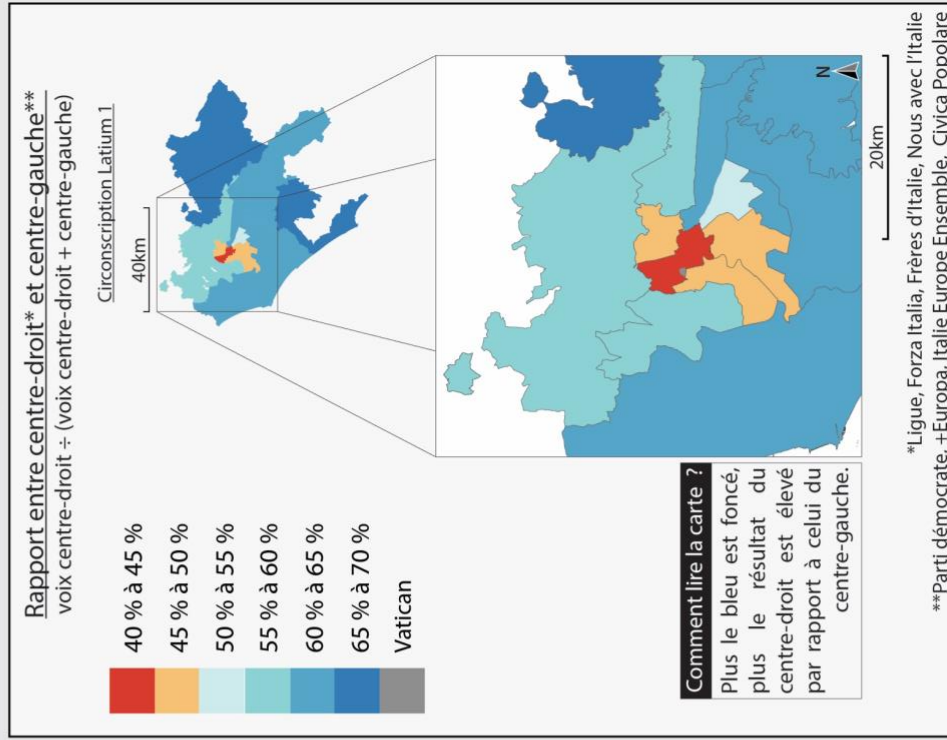 Rapport entre centre-droit* et centre-gauche**
voix centre-droit ÷ (voix centre-droit + centre-gauche)
40 % à 45 %
45 % à 50 %
50 % à 55 %
55 % à 60 %
60 % à 65 %
65 % à 70 %
Vatican
Circonscription Latium 1
40km
Comment lire la carte ?
Plus le bleu est foncé,
plus le résultat du
centre-droit est élevé
par rapport à celui du
centre-gauche.
N
20km
*Ligue, Forza Italia, Frères d'Italie, Nous avec l'Italie
**Parti démocrate, +Europa, Italie Europe Ensemble, Civica Popolare